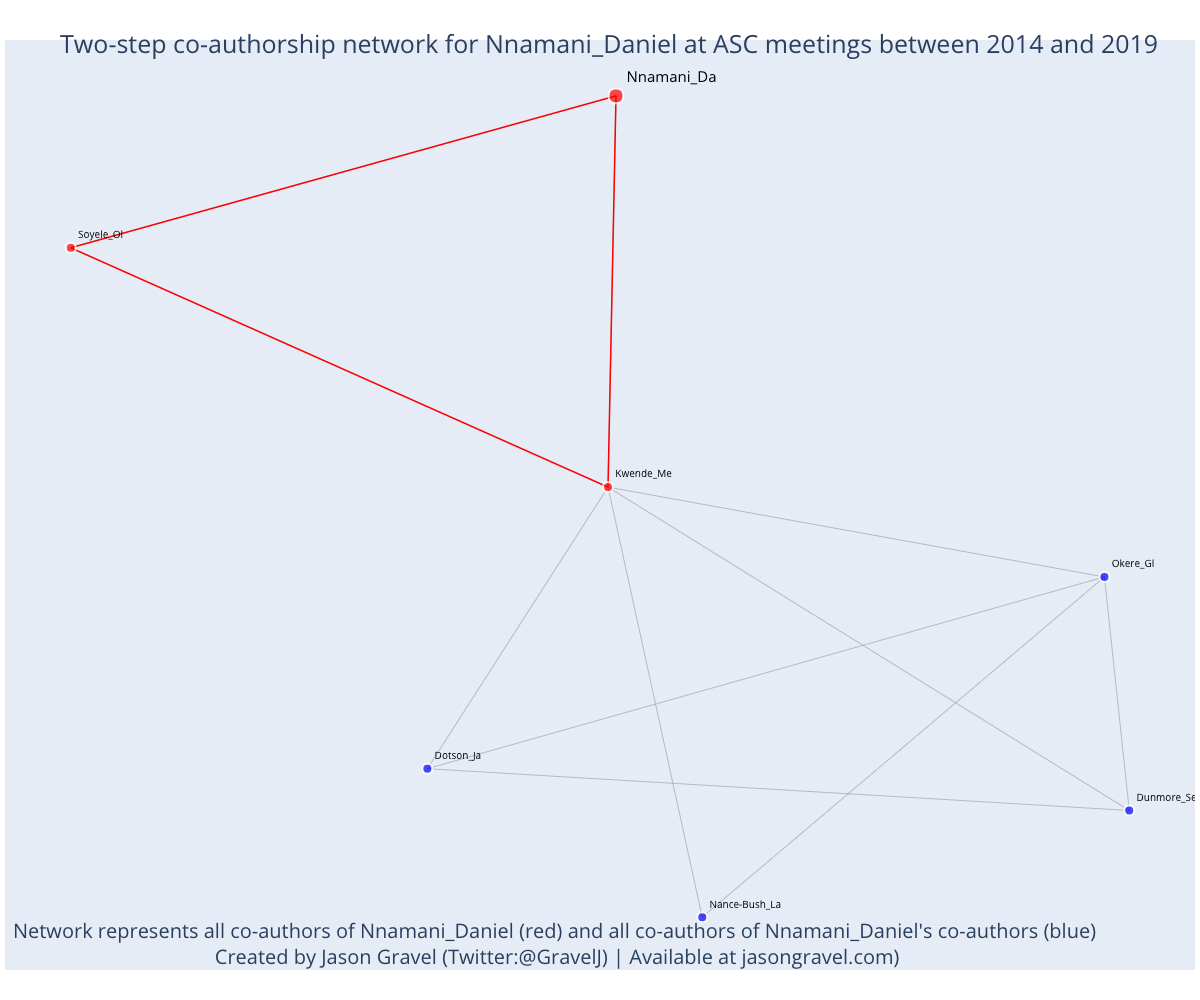 Two-step co-authorship network for Nnamani_Daniel at ASC meetings between 2014 and 2019
Nnamani_Da
Soyele_Ol
Kwende_Me
Okere_Gl
Dotson_Ja
Dunmore_Se
Nance-Bush_La
Network represents all co-authors of Nnamani_Daniel (red) and all co-authors of Nnamani_Daniel's co-authors (blue)
Created by Jason Gravel (Twitter:@GravelJ) | Available at jasongravel.com)